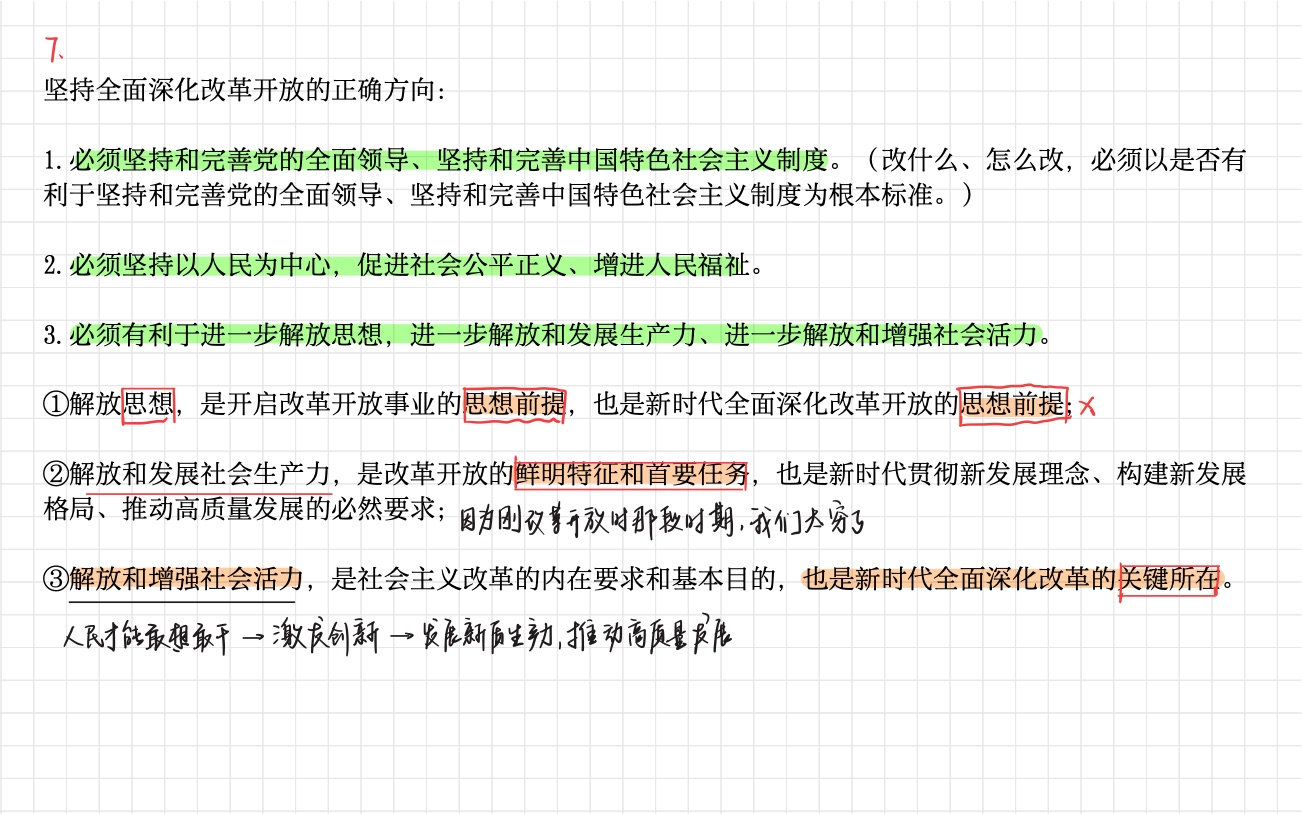 7、
坚持全面深化改革开放的正确方向：
1. 必须坚持和完善党的全面领导、坚持和完善中国特色社会主义制度。（改什么、怎么改，必须以是否有
利于坚持和完善党的全面领导、坚持和完善中国特色社会主义制度为根本标准。）
2. 必须坚持以人民为中心，促进社会公平正义、增进人民福祉。
3. 必须有利于进一步解放思想，进一步解放和发展生产力、进一步解放和增强社会活力。
①解放思想，是开启改革开放事业的思想前提，也是新时代全面深化改革开放的思想前提；x
②解放和发展社会生产力，是改革开放的鲜明特征和首要任务，也是新时代贯彻新发展理念、构建新发展
格局、推动高质量发展的必然要求；因为刚改革开放时那段时期，我们太穷了
③解放和增强社会活力，是社会主义改革的内在要求和基本目的，也是新时代全面深化改革的关键所在。
人民才能敢想敢干→激发创新→发展新质生产力，推动高质量发展